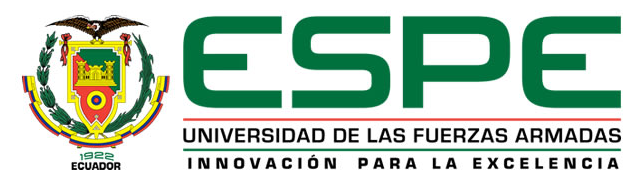 ESPE
UNIVERSIDAD DE LAS FUERZAS ARMADAS
INNOVACIÓN PARA LA EXCELENCIA
1922
ECUADOR